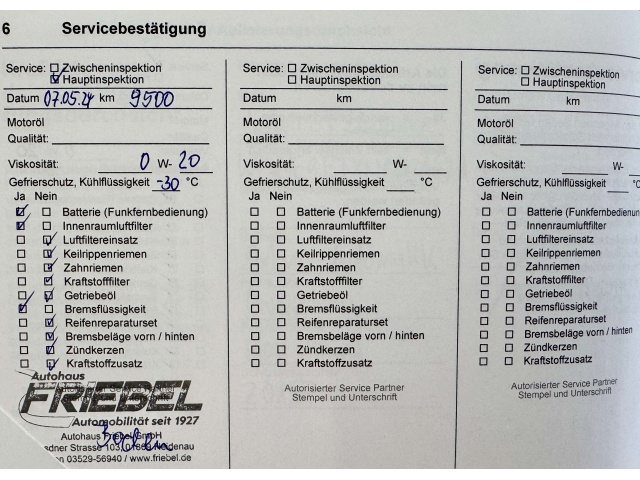 6 Servicebestätigung
Service: Zwischeninspektion
Hauptinspektion
Datum 07.05.24 km 9500
Motoröl
Qualität:
Viskosität: 0 W- 20
Gefrierschutz, Kühlflüssigkeit -30 °C
Ja Nein
Batterie (Funkfernbedienung)
Innenraumluftfilter
Luftfiltereinsatz
Keilrippenriemen
Zahnriemen
Kraftstofffilter
Getriebeöl
Bremsflüssigkeit
Reifenreparaturset
Bremsbeläge vorn / hinten
Zündkerzen
Kraftstoffzusatz
Autohaus
FRIEBEL
Automobilität seit 1927
Autohaus Friebel GmbH
03529-56940 / www.friebel.de
Service: Zwischeninspektion
Hauptinspektion
Datum km
Motoröl
Qualität:
Viskosität: W-
Gefrierschutz, Kühlflüssigkeit °C
Ja Nein
Batterie (Funkfernbedienung)
Innenraumluftfilter
Luftfiltereinsatz
Keilrippenriemen
Zahnriemen
Kraftstofffilter
Getriebeöl
Bremsflüssigkeit
Reifenreparaturset
Bremsbeläge vorn / hinten
Zündkerzen
Kraftstoffzusatz
Autorisierter Service Partner
Stempel und Unterschrift
Service: Zwischeninspektion
Hauptinspektion
Datum km
Motoröl
Qualität:
Viskosität: W-
Gefrierschutz, Kühlflüssigkeit °C
Ja Nein
Batterie (Funkfernbedienun
Innenraumluftfilter
Luftfiltereinsatz
Keilrippenriemen
Zahnriemen
Kraftstofffilter
Getriebeöl
Bremsflüssigkeit
Reifenreparaturset
Bremsbeläge vorn / hinten
Zündkerzen
Kraftstoffzusatz
Autorisierter Service Partner
Stempel und Unterschrift